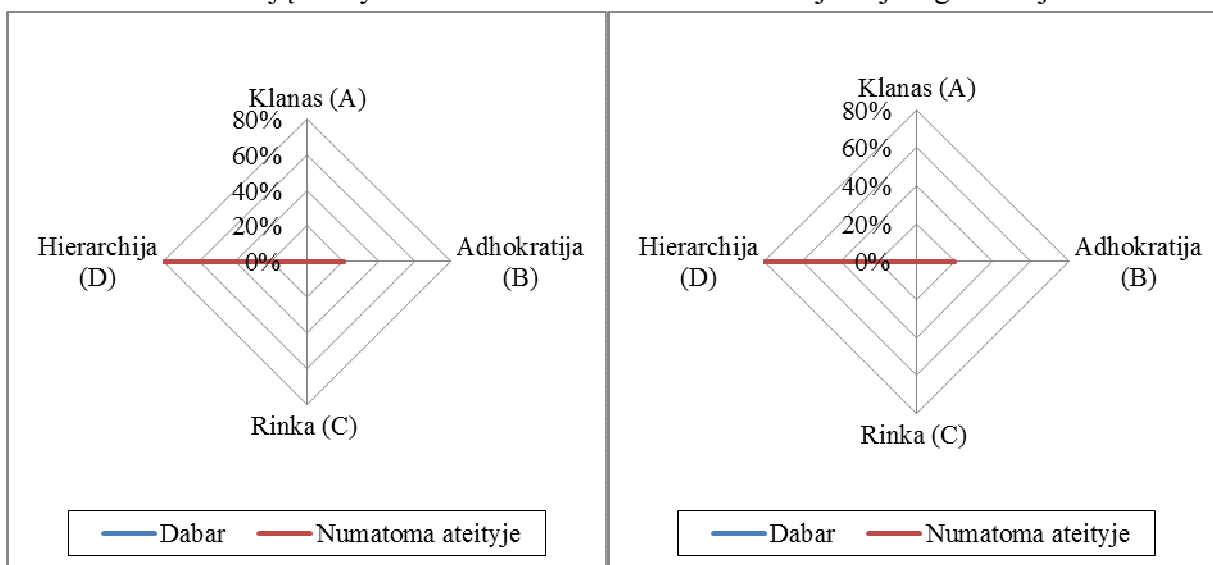 Klanas (A)
80%
60%
40%
20%
0%
Hierarchija
(D)
Adhokratija
(B)
Rinka (C)
Dabar
Numatoma ateityje
Klanas (A)
80%
60%
40%
20%
0%
Hierarchija
(D)
Adhokratija
(B)
Rinka (C)
Dabar
Numatoma ateityje